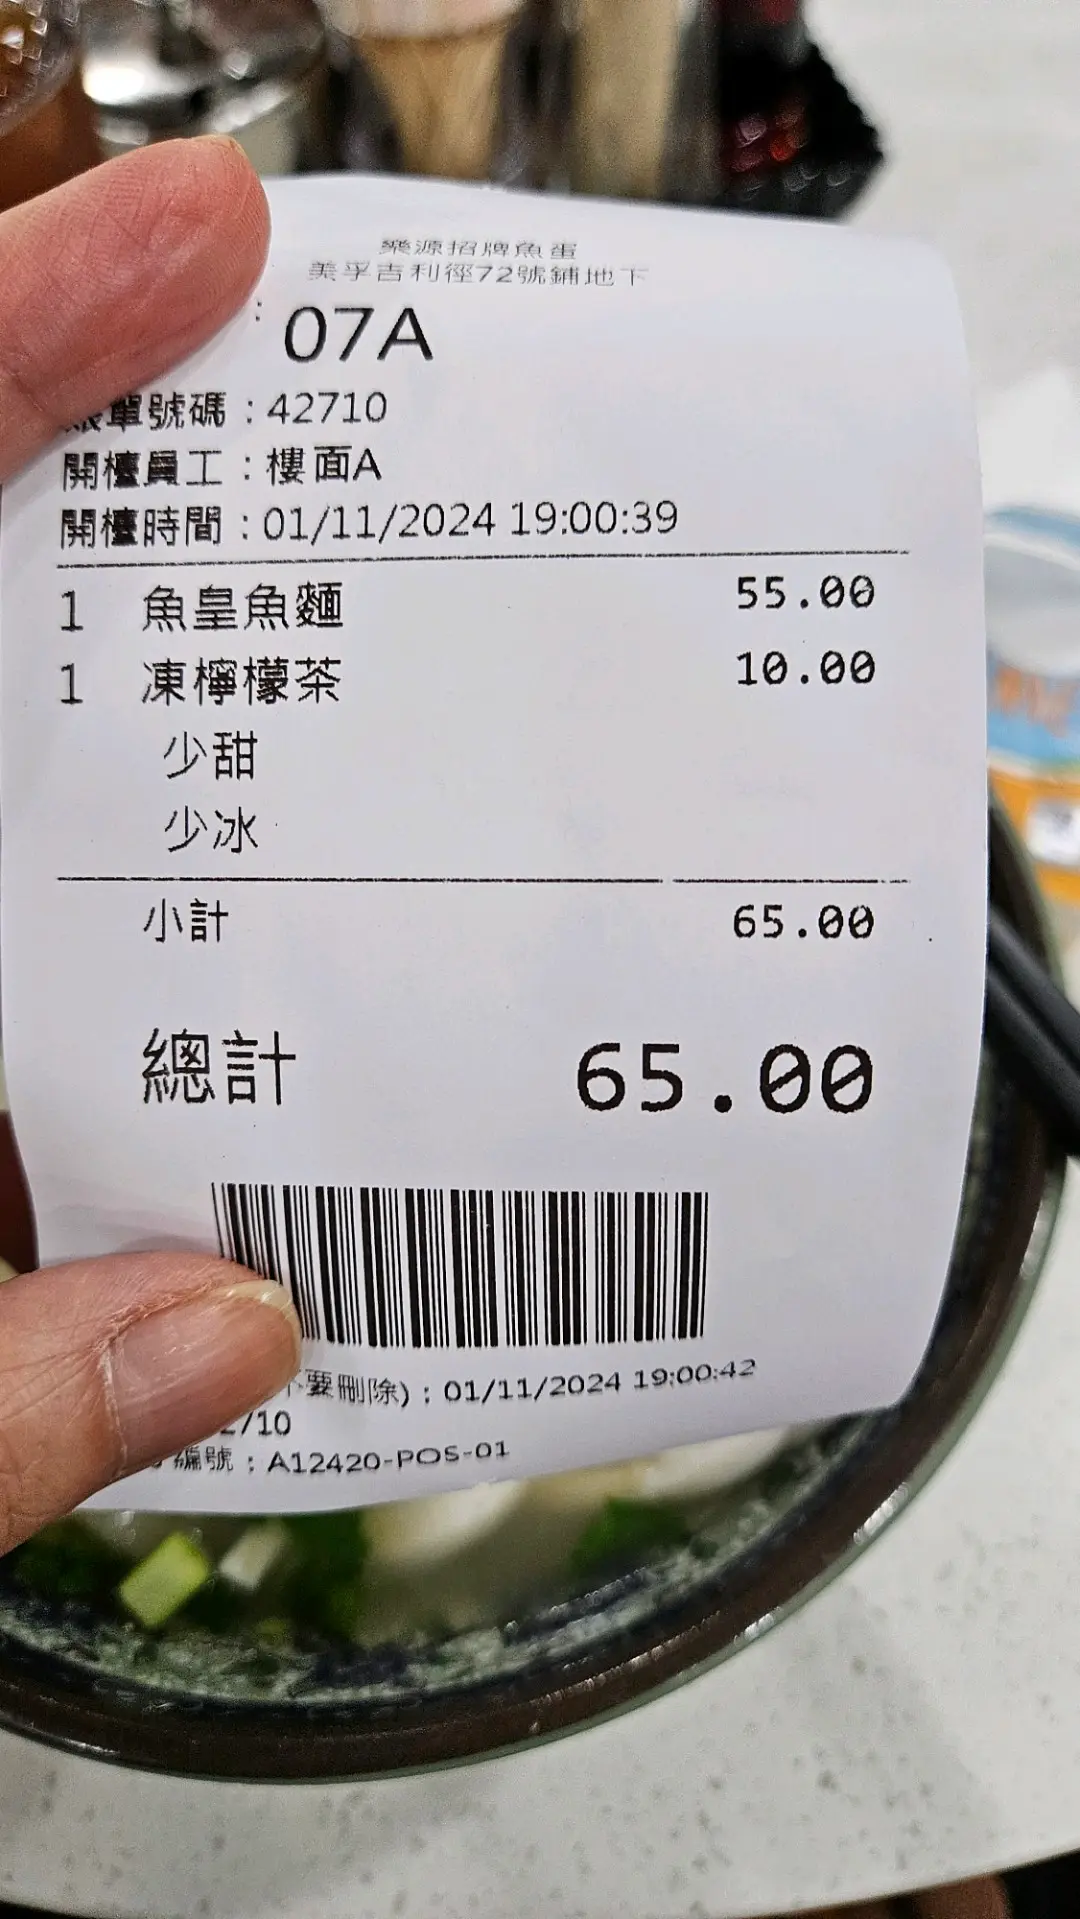 樂源招牌魚蛋
美孚吉利徑72號鋪地下
: 07A
單號碼：42710
開檯員工：樓面A
開檯時間：01/11/2024 19:00:39
1 魚皇魚麵 55.00
1 凍檸檬茶 10.00
少甜
少冰
小計 65.00
總計 65.00
要刪除)：01/11/2024 19:00:42
/10
編號：A12420-POS-01